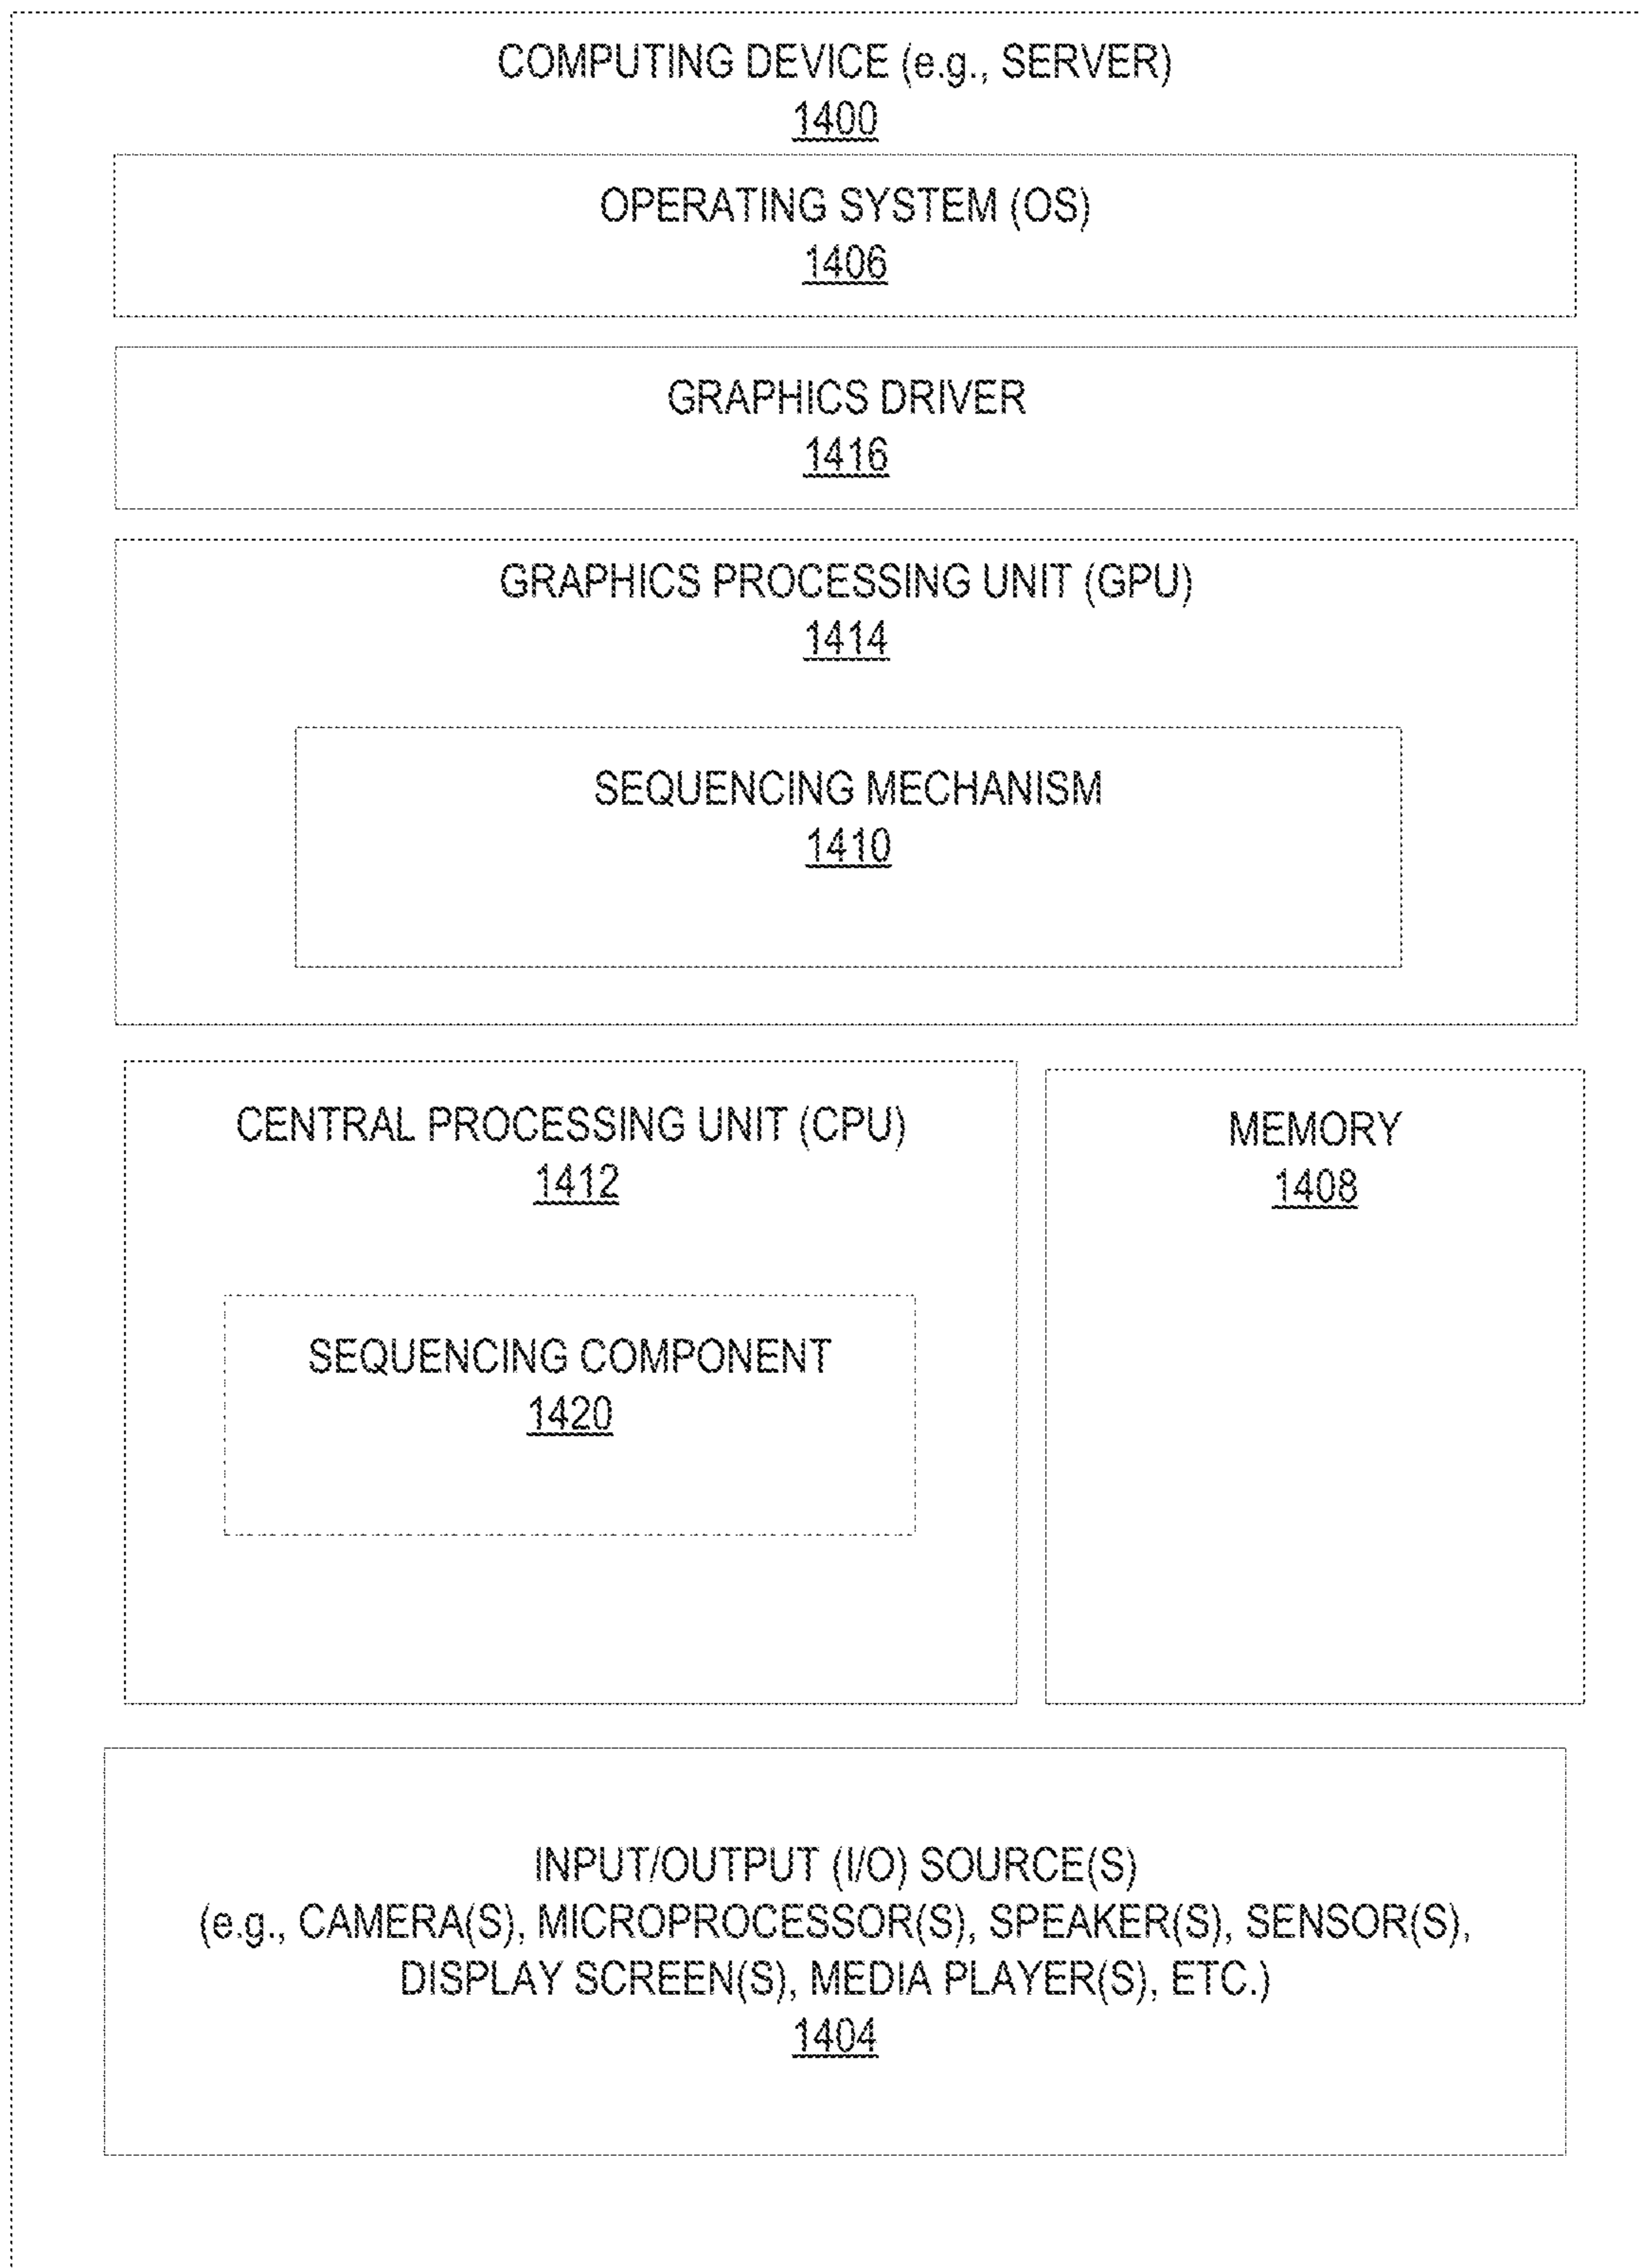 COMPUTING DEVICE (e.g., SERVER)
1400
OPERATING SYSTEM (OS)
1406
GRAPHICS DRIVER
1416
GRAPHICS PROCESSING UNIT (GPU)
1414
SEQUENCING MECHANISM
1410
CENTRAL PROCESSING UNIT (CPU)
1412
SEQUENCING COMPONENT
1420
MEMORY
1408
INPUT/OUTPUT (I/O) SOURCE(S)
(e.g., CAMERA(S), MICROPROCESSOR(S), SPEAKER(S), SENSOR(S),
DISPLAY SCREEN(S), MEDIA PLAYER(S), ETC.)
1404